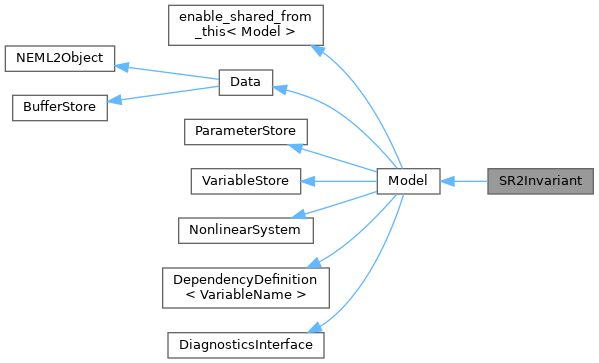 enable_shared_from
_this< Model >
NEML2Object
Data
BufferStore
ParameterStore
VariableStore
Model
SR2Invariant
NonlinearSystem
DependencyDefinition
< VariableName >
DiagnosticsInterface